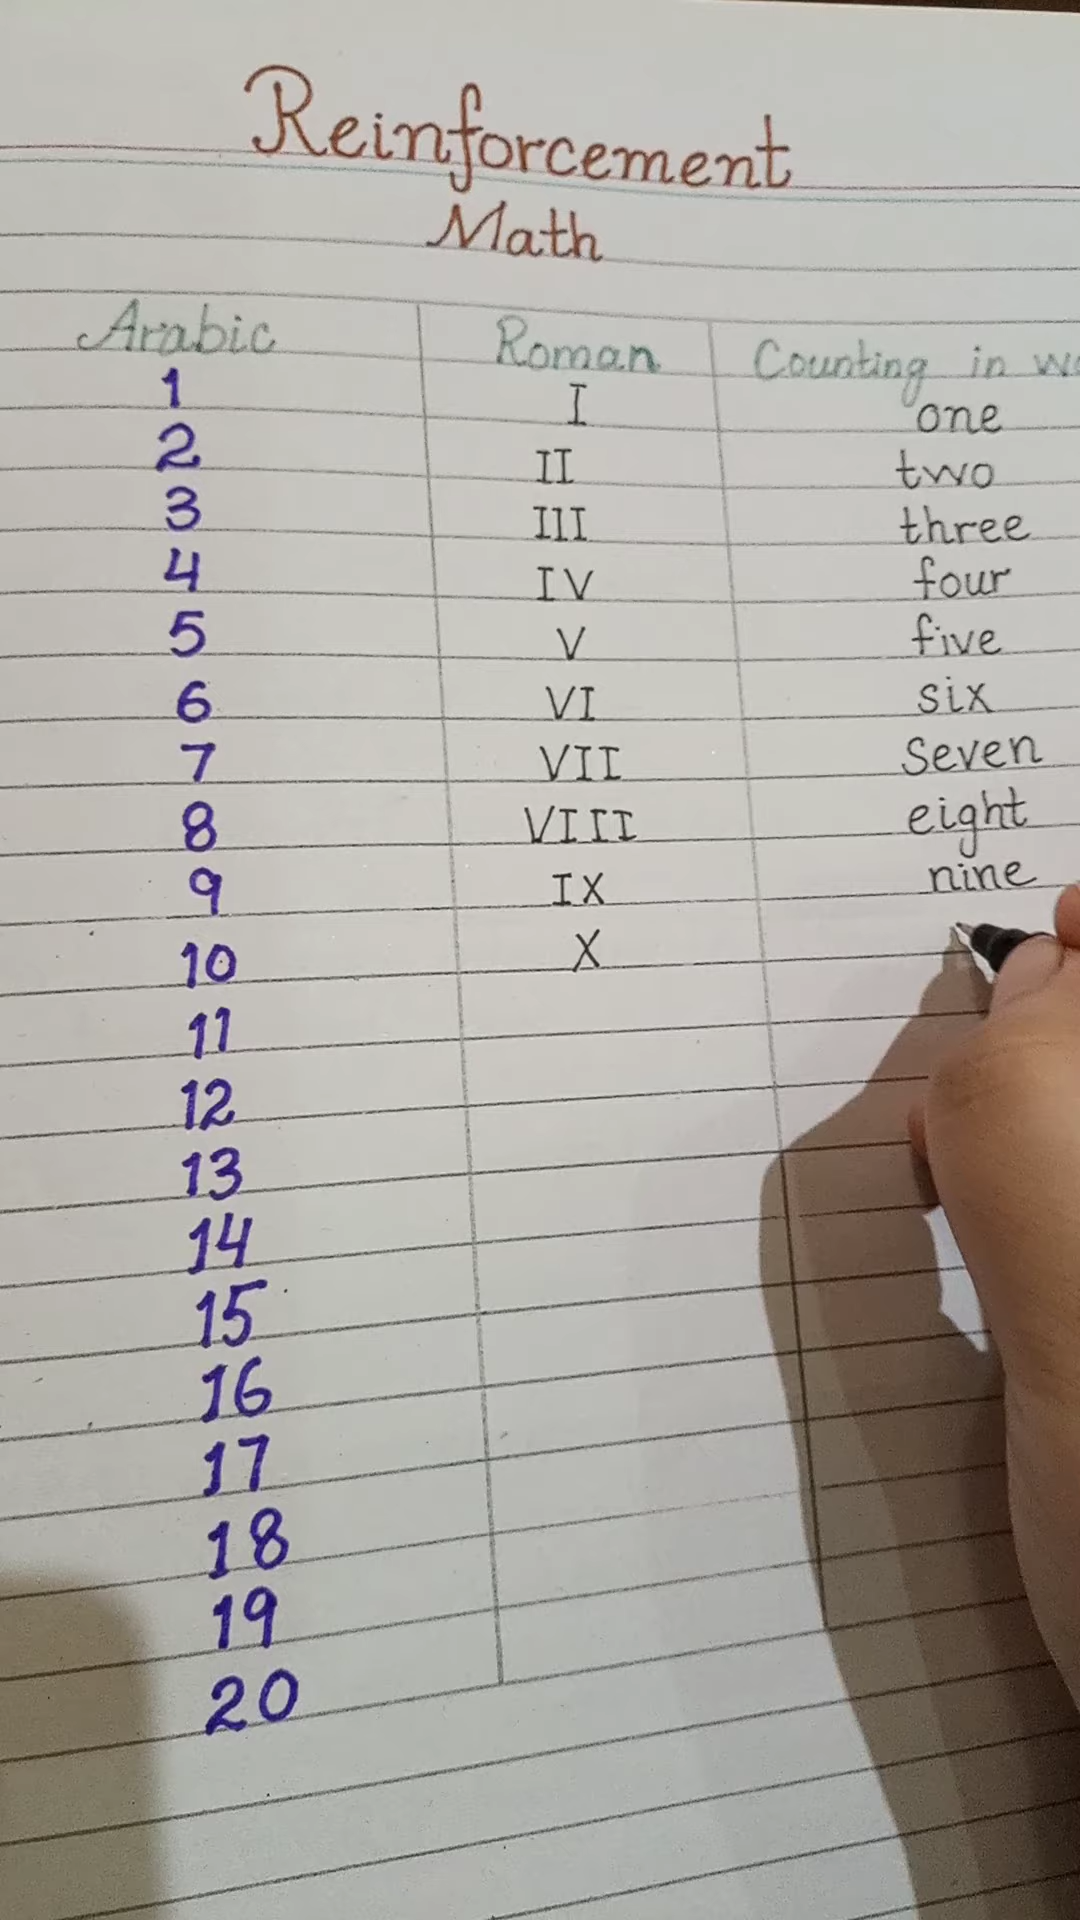 Reinforcement
Math
Arabic Roman Counting in
1 I one
2 II two
3 III three
4 IV four
5 V five
6 VI six
7 VII seven
8 VIII eight
9 IX nine
10 X
11
12
13
14
15
16
17
18
19
20